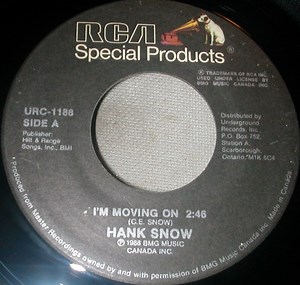 RCA
Special Products®
® TRADEMARK OF RCA INC.
USED UNDER LICENSE BY
BMG MUSIC
CANADA INC.
URC-1188
SIDE A
Publisher:
Hill & Range
Songs, Inc., BMI
Distributed by
Underground
Records, Inc.
P.O. Box 752,
Station A
Scarborough,
Ontario, M1K 5C4
I'M MOVING ON 2:46
(C.E. SNOW)
HANK SNOW
℗ 1988 BMG MUSIC
CANADA INC.
Produced from Master Recordings owned by and with permission of BMG Music Canada Inc. Made in Canada